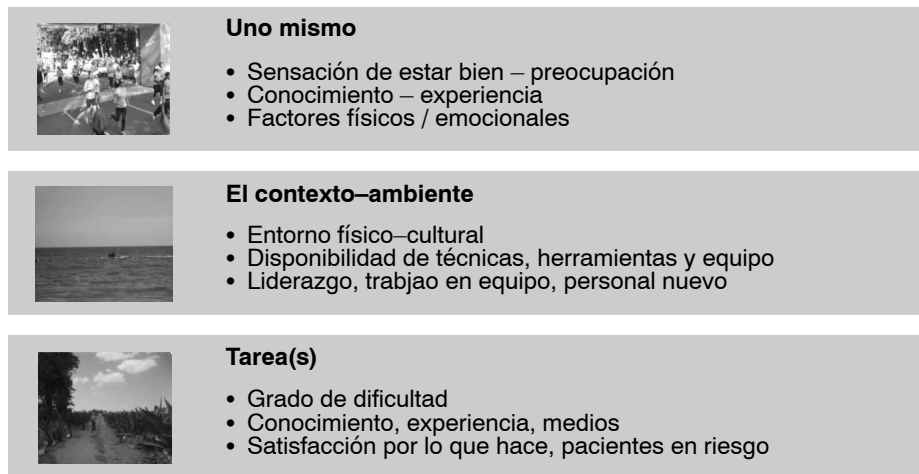 Uno mismo
• Sensación de estar bien – preocupación
• Conocimiento – experiencia
• Factores físicos / emocionales
El contexto–ambiente
• Entorno físico–cultural
• Disponibilidad de técnicas, herramientas y equipo
• Liderazgo, trabjao en equipo, personal nuevo
Tarea(s)
• Grado de dificultad
• Conocimiento, experiencia, medios
• Satisfacción por lo que hace, pacientes en riesgo